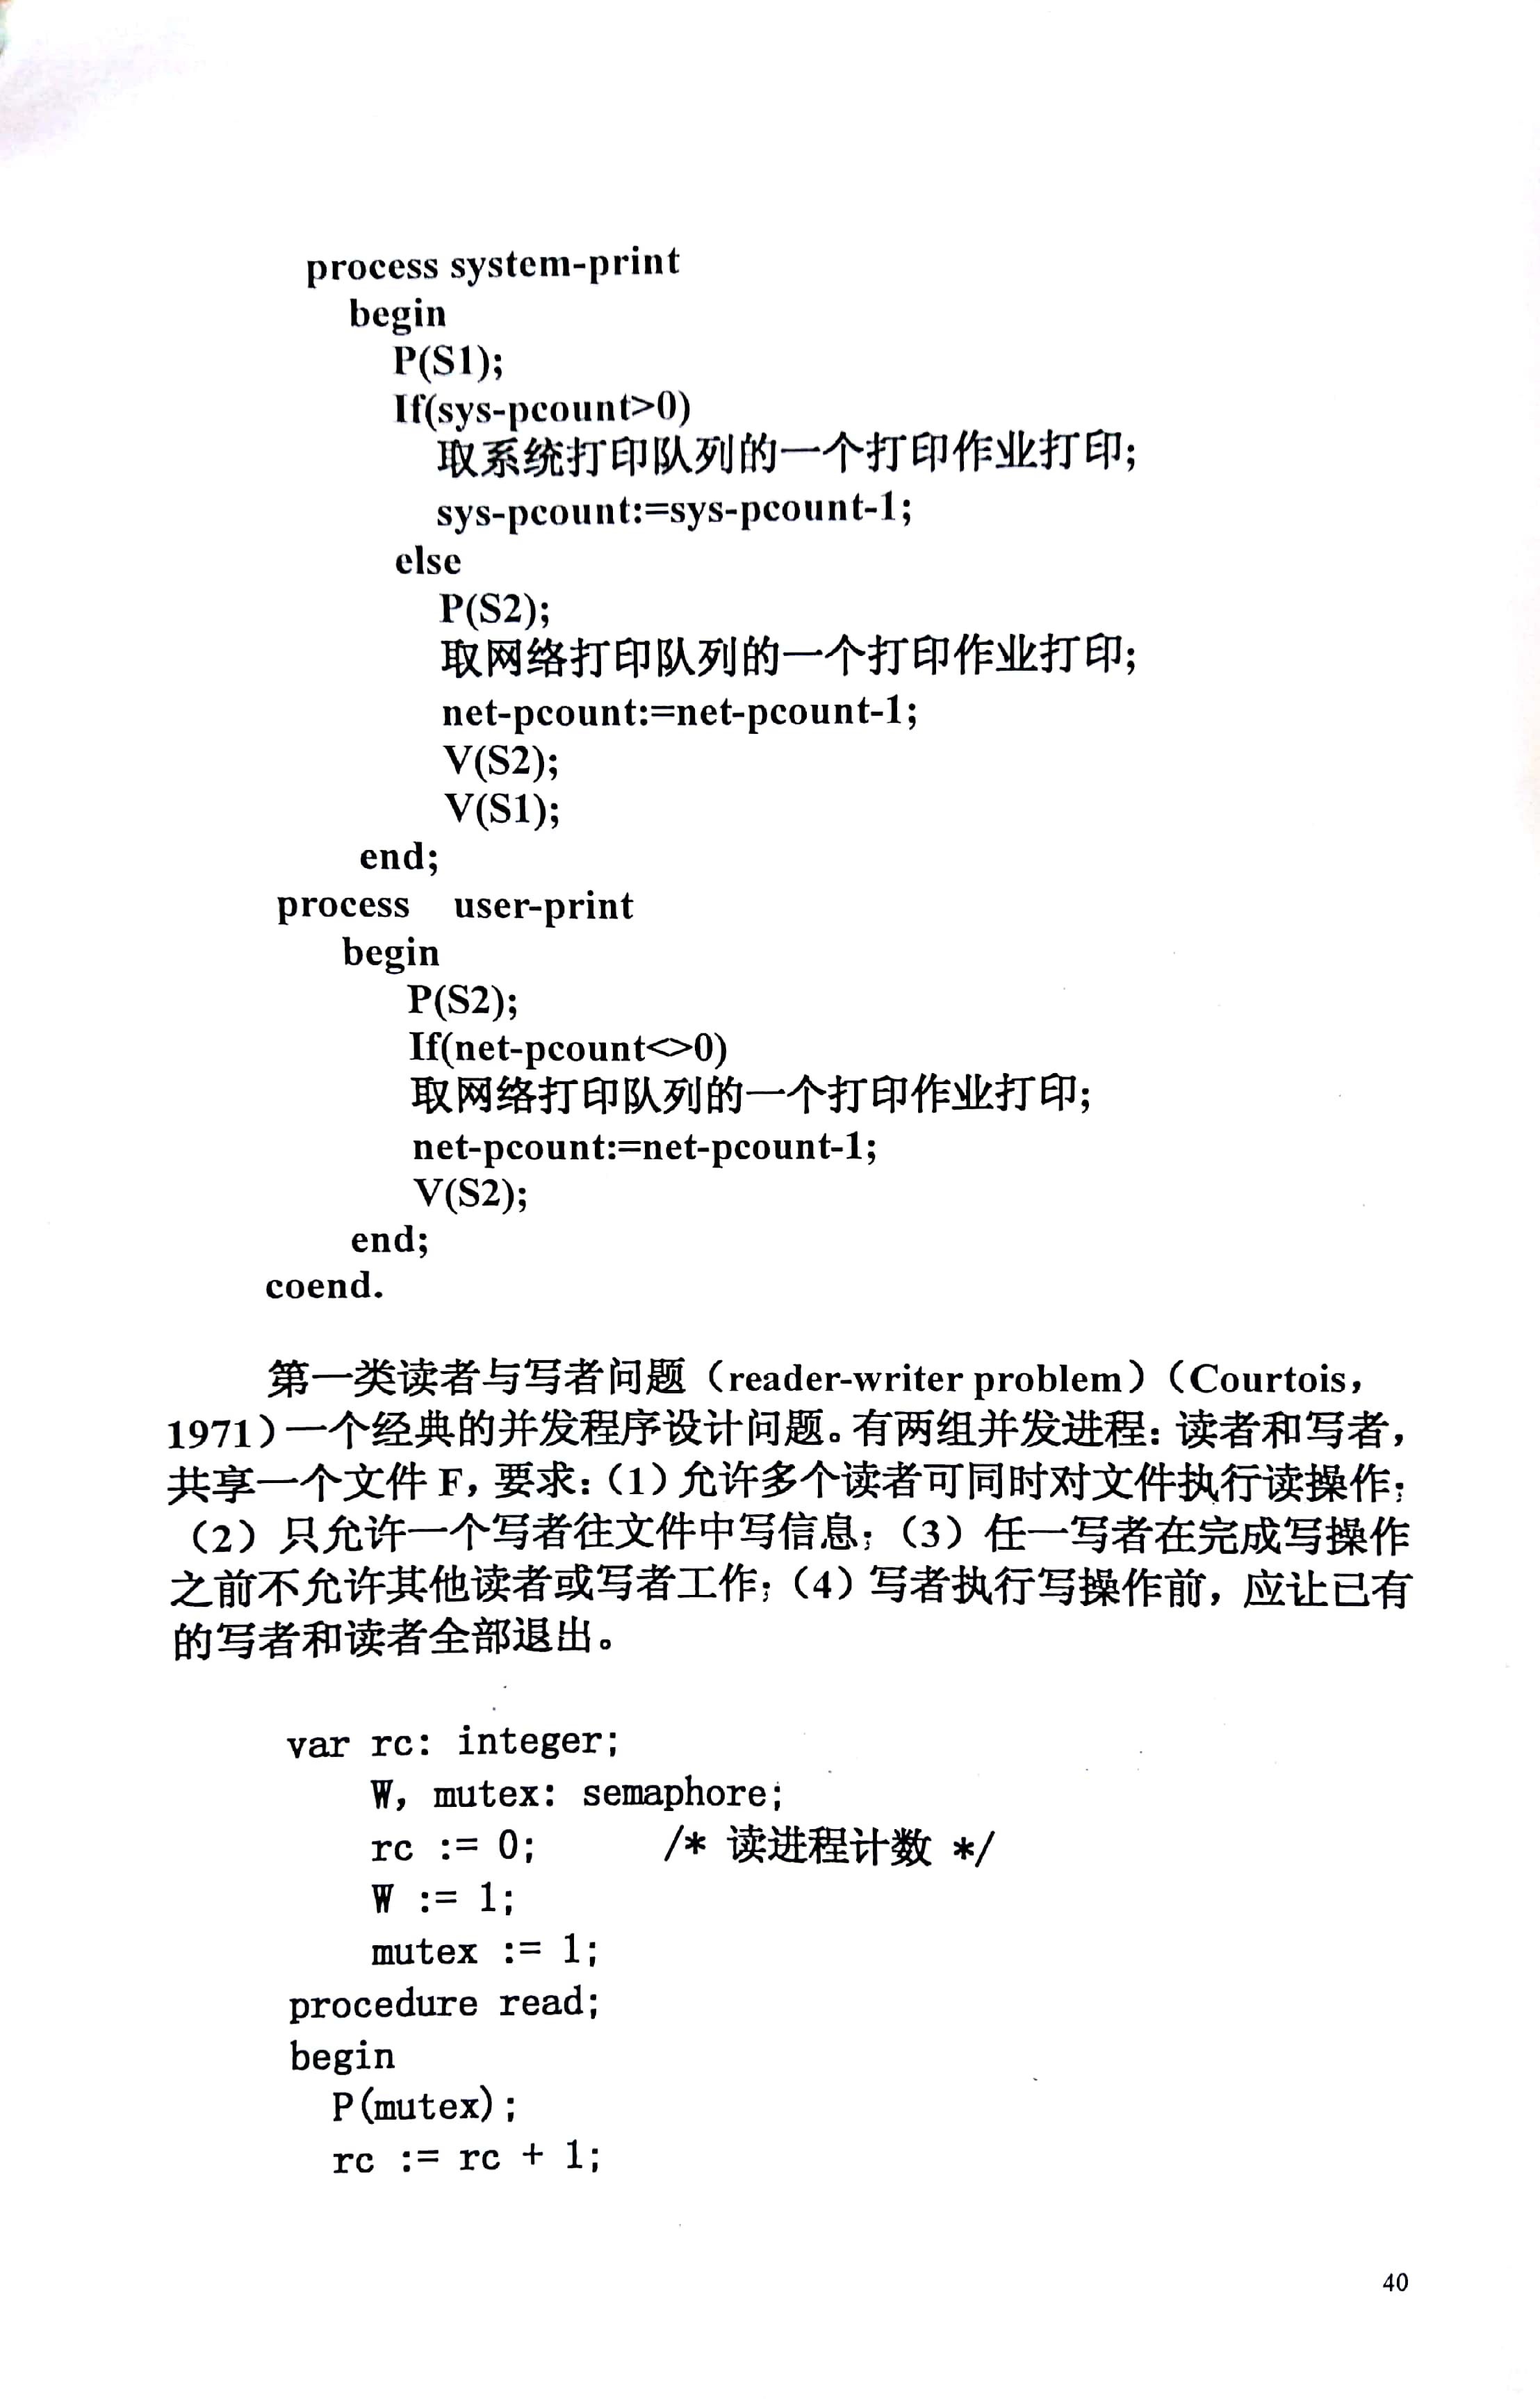 process system-print
begin
P(S1);
If(sys-pcount>0)
取系统打印队列的一个打印作业打印;
sys-pcount:=sys-pcount-1;
else
P(S2);
取网络打印队列的一个打印作业打印;
net-pcount:=net-pcount-1;
V(S2);
V(S1);
end;
process user-print
begin
P(S2);
If(net-pcount<>0)
取网络打印队列的一个打印作业打印;
net-pcount:=net-pcount-1;
V(S2);
end;
coend.
第一类读者与写者问题（reader-writer problem）（Courtois，
1971）一个经典的并发程序设计问题。有两组并发进程：读者和写者，
共享一个文件 F，要求：（1）允许多个读者可同时对文件执行读操作；
（2）只允许一个写者往文件中写信息；（3）任一写者在完成写操作
之前不允许其他读者或写者工作；（4）写者执行写操作前，应让已有
的写者和读者全部退出。
var rc: integer;
W, mutex: semaphore;
rc := 0; /* 读进程计数 */
W := 1;
mutex := 1;
procedure read;
begin
P(mutex);
rc := rc + 1;
40